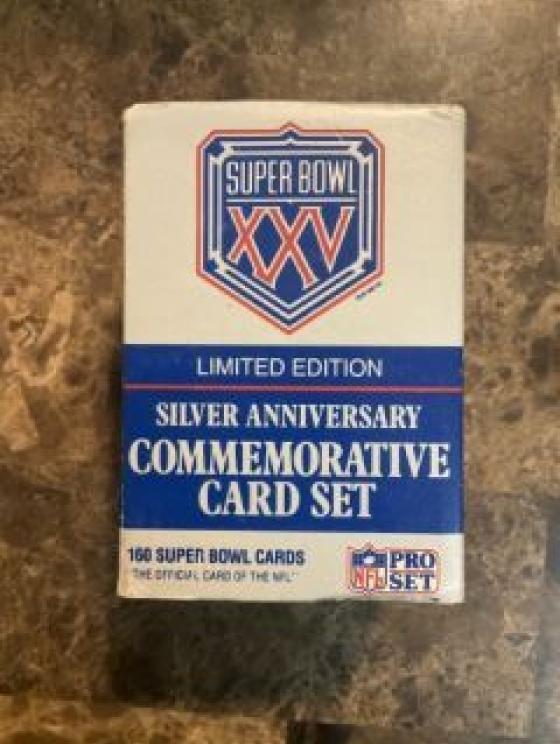 SUPER BOWL
XXV
LIMITED EDITION
SILVER ANNIVERSARY
COMMEMORATIVE
CARD SET
160 SUPER BOWL CARDS
"THE OFFICIAL CARD OF THE NFL"
NFL PRO
SET